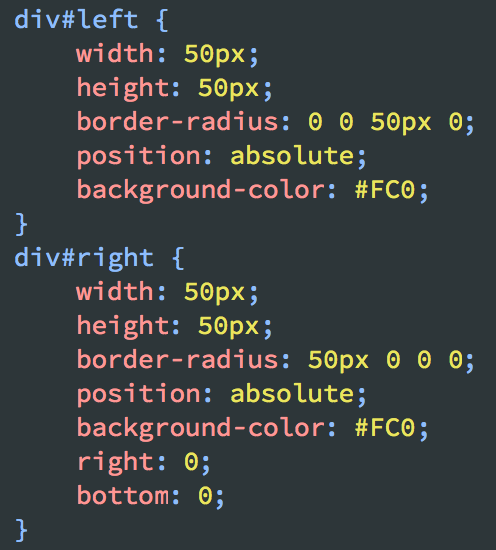 div#left {
    width: 50px;
    height: 50px;
    border-radius: 0 0 50px 0;
    position: absolute;
    background-color: #FC0;
}
div#right {
    width: 50px;
    height: 50px;
    border-radius: 50px 0 0 0;
    position: absolute;
    background-color: #FC0;
    right: 0;
    bottom: 0;
}